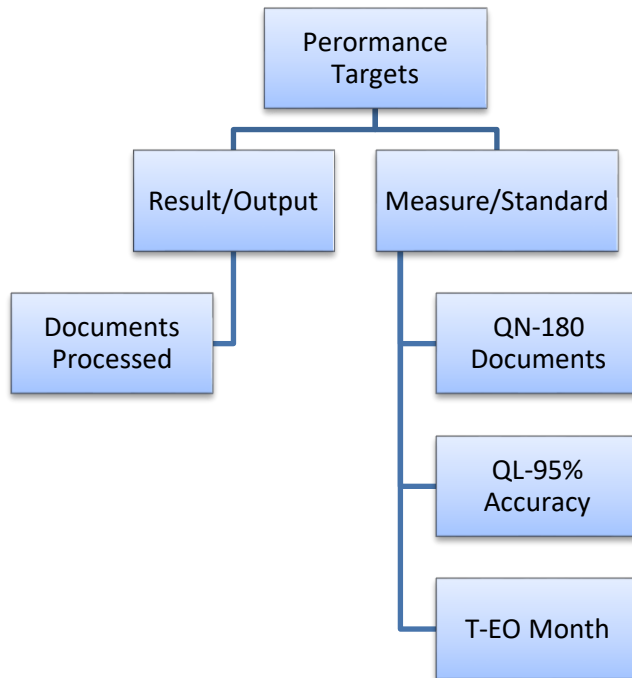 Perormance
Targets
Result/Output
Measure/Standard
Documents
Processed
QN-180
Documents
QL-95%
Accuracy
T-EO Month